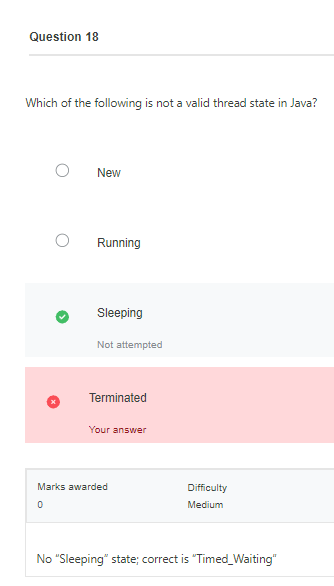 Question 18
Which of the following is not a valid thread state in Java?
New
Running
Sleeping
Not attempted
Terminated
Your answer
Marks awarded Difficulty
0 Medium
No "Sleeping" state; correct is "Timed_Waiting"